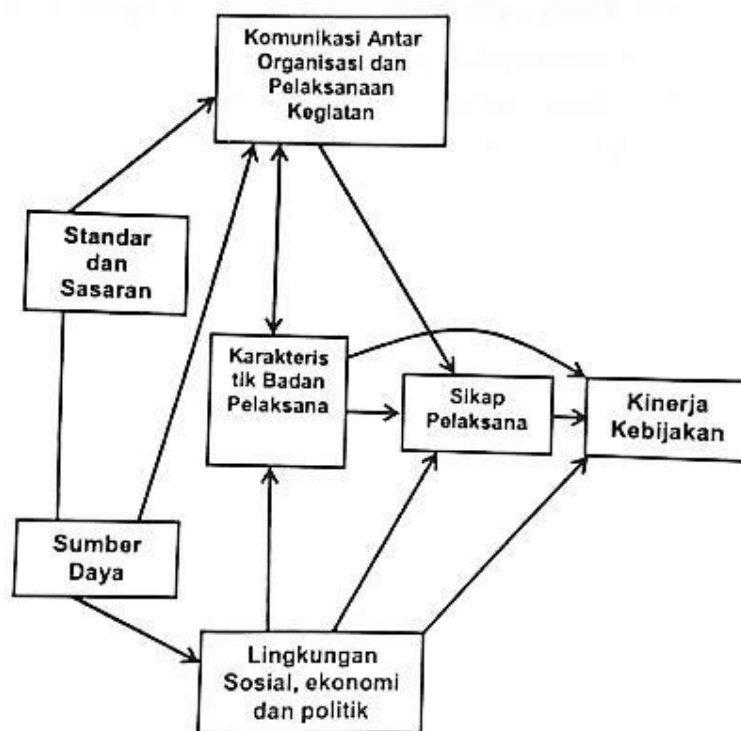 Komunikasi Antar
Organisasi dan
Pelaksanaan
Kegiatan
Standar
dan
Sasaran
Karakteris
tik Badan
Pelaksana
Sikap
Pelaksana
Kinerja
Kebijakan
Sumber
Daya
Lingkungan
Sosial, ekonomi
dan politik